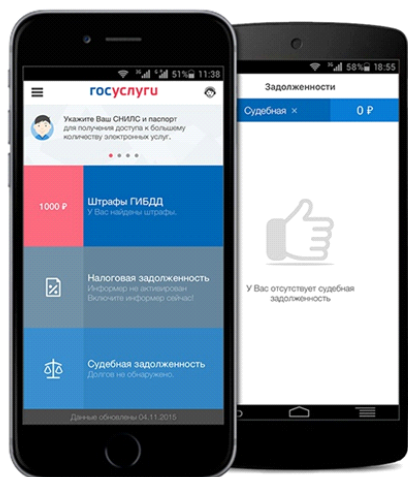 3G 51% 11:38
госуслуги
Укажите Ваш СНИЛС и паспорт
для получения доступа к большему
количеству электронных услуг.
1000 ₽
Штрафы ГИБДД
У Вас найдены штрафы.
Налоговая задолженность
Информер не активирован
Включите информер сейчас!
Судебная задолженность
Долгов не обнаружено.
Данные обновлены 04.11.2015
3G 58% 18:55
Задолженности
Судебная × 0 ₽
У Вас отсутствует судебная
задолженность